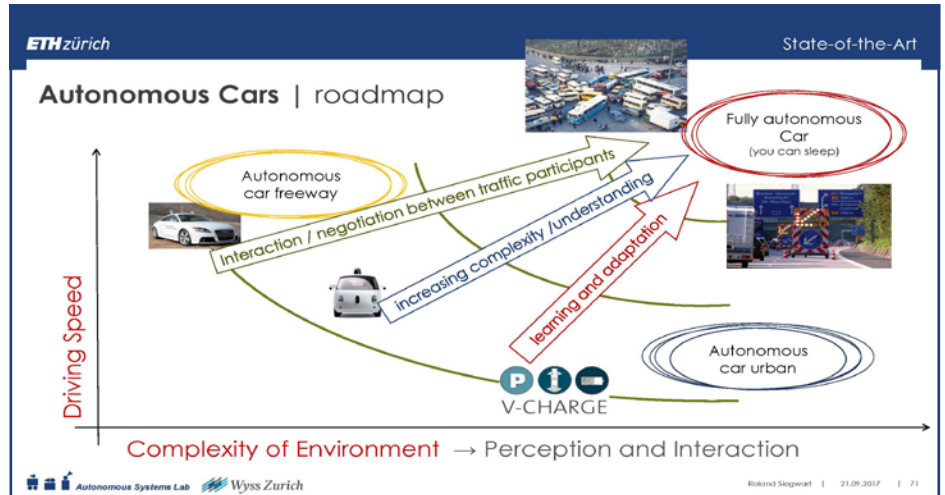 ETH zürich
State-of-the-Art
Autonomous Cars | roadmap
Fully autonomous
Car
(you can sleep)
Autonomous
car freeway
Interaction / negotiation between traffic participants
increasing complexity /understanding
learning and adaptation
Autonomous
car urban
P i
V-CHARGE
Driving Speed
Complexity of Environment → Perception and Interaction
Autonomous Systems Lab
Wyss Zurich
Roland Siegwart | 21.09.2017 | 71